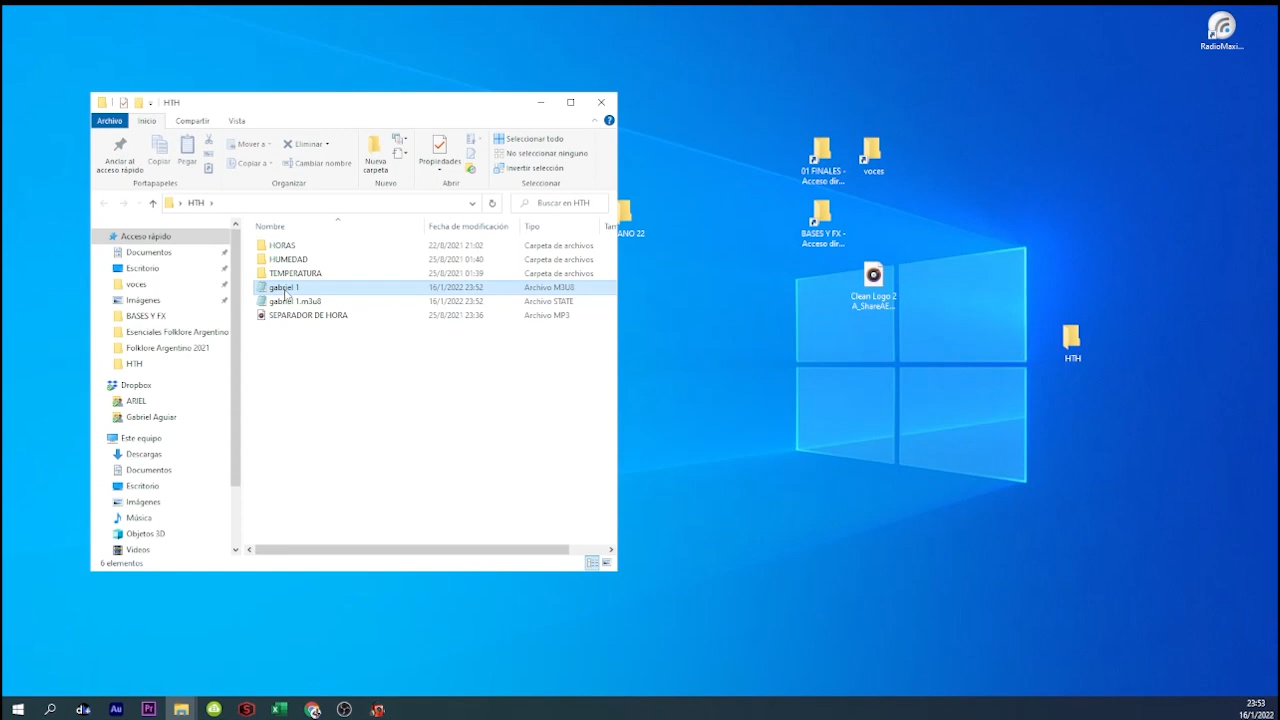 RadioMaxi...
HTH
Archivo Inicio Compartir Vista
Anclar al acceso rápido
Copiar
Pegar
Mover a
Copiar a
Eliminar
Cambiar nombre
Nueva carpeta
Propiedades
Seleccionar todo
No seleccionar ninguno
Invertir selección
Portapapeles Organizar Nuevo Abrir Seleccionar
HTH
Buscar en HTH
Nombre Fecha de modificación Tipo Tam
HORAS 22/8/2021 21:02 Carpeta de archivos
HUMEDAD 25/8/2021 01:40 Carpeta de archivos
TEMPERATURA 25/8/2021 01:39 Carpeta de archivos
gabriel 1 16/1/2022 23:52 Archivo M3U8
gabriel 1.m3u8 16/1/2022 23:52 Archivo STATE
SEPARADOR DE HORA 25/8/2021 23:36 Archivo MP3
Acceso rápido
Documentos
Escritorio
voces
Imágenes
BASES Y FX
Esenciales Folklore Argentino
Folklore Argentino 2021
HTH
Dropbox
ARIEL
Gabriel Aguiar
Este equipo
Descargas
Documentos
Escritorio
Imágenes
Música
Objetos 3D
Videos
6 elementos
ANO 22
01 FINALES -
Acceso dir...
voces
BASES Y FX -
Acceso dir...
Clean Logo 2
A_ShareAE...
HTH
Au
Pr
23:53
16/1/2022